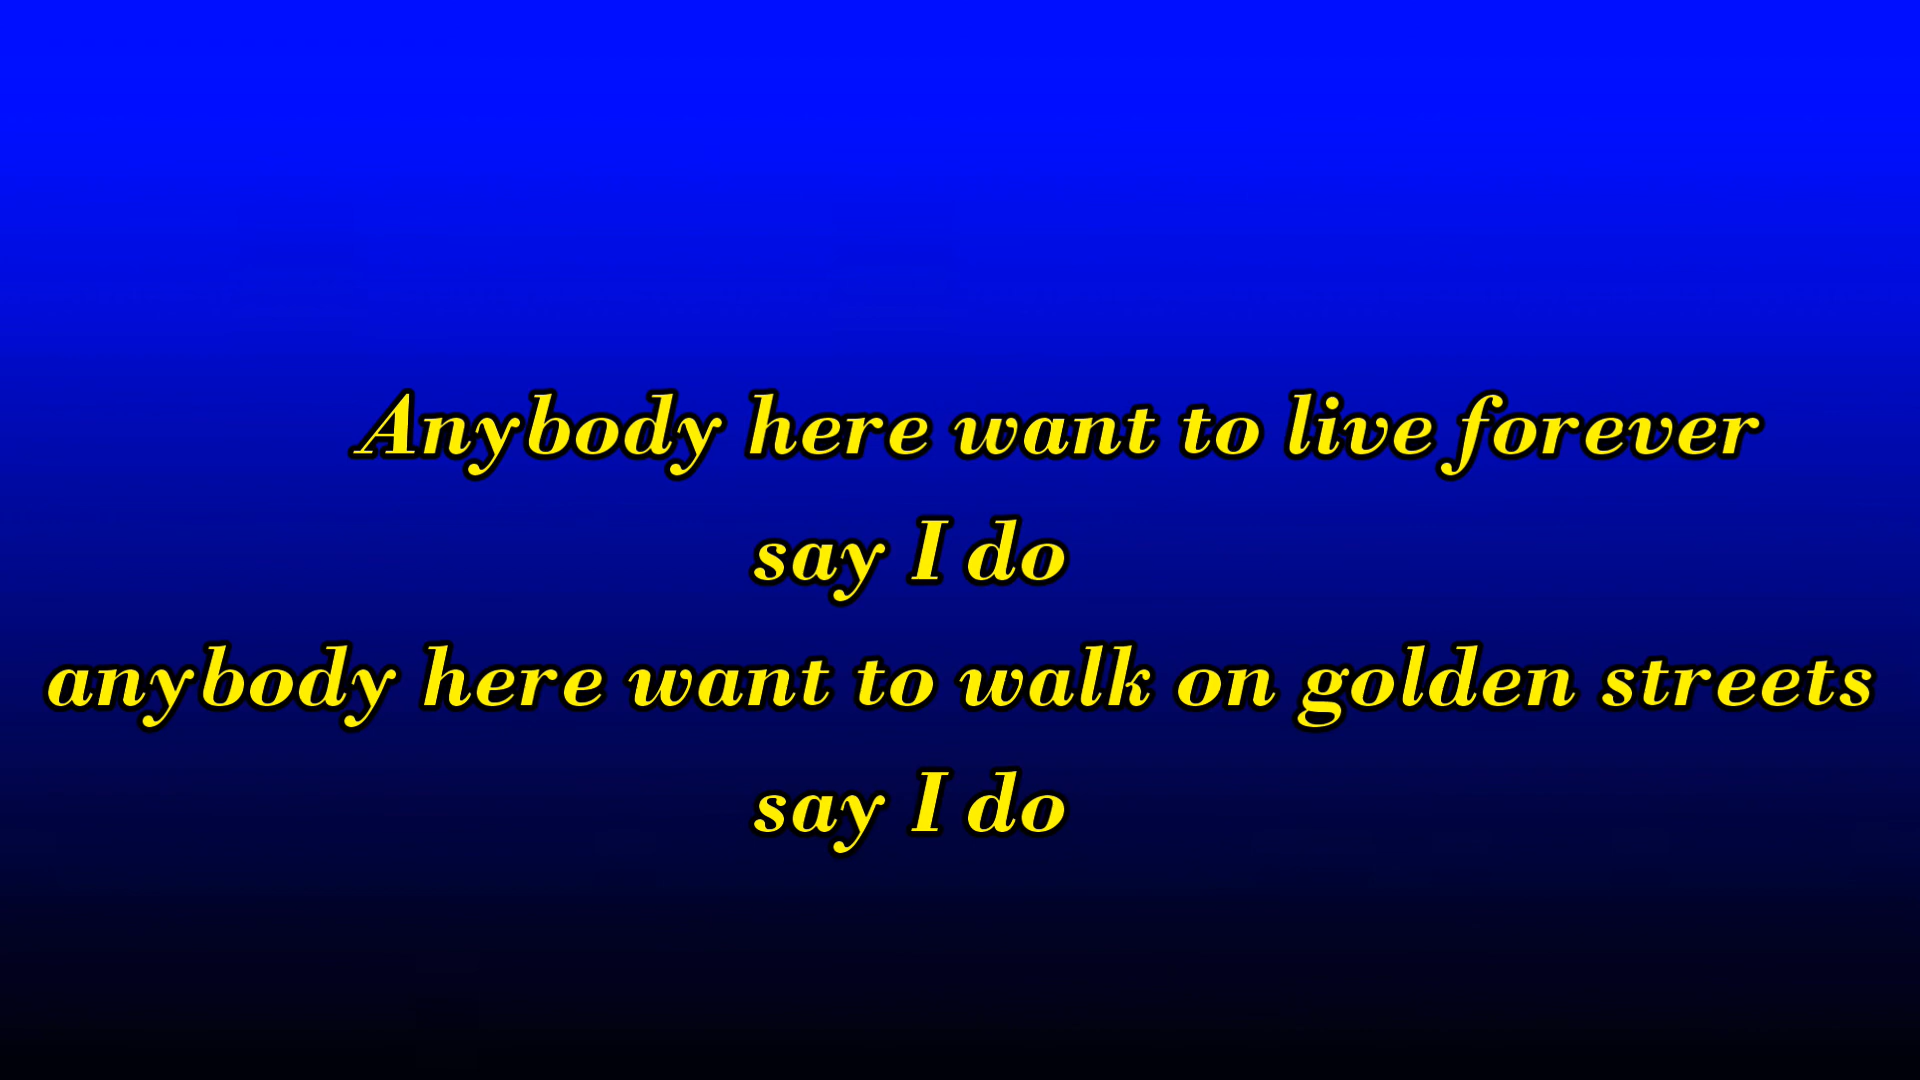 Anybody here want to live forever
say I do
anybody here want to walk on golden streets
say I do